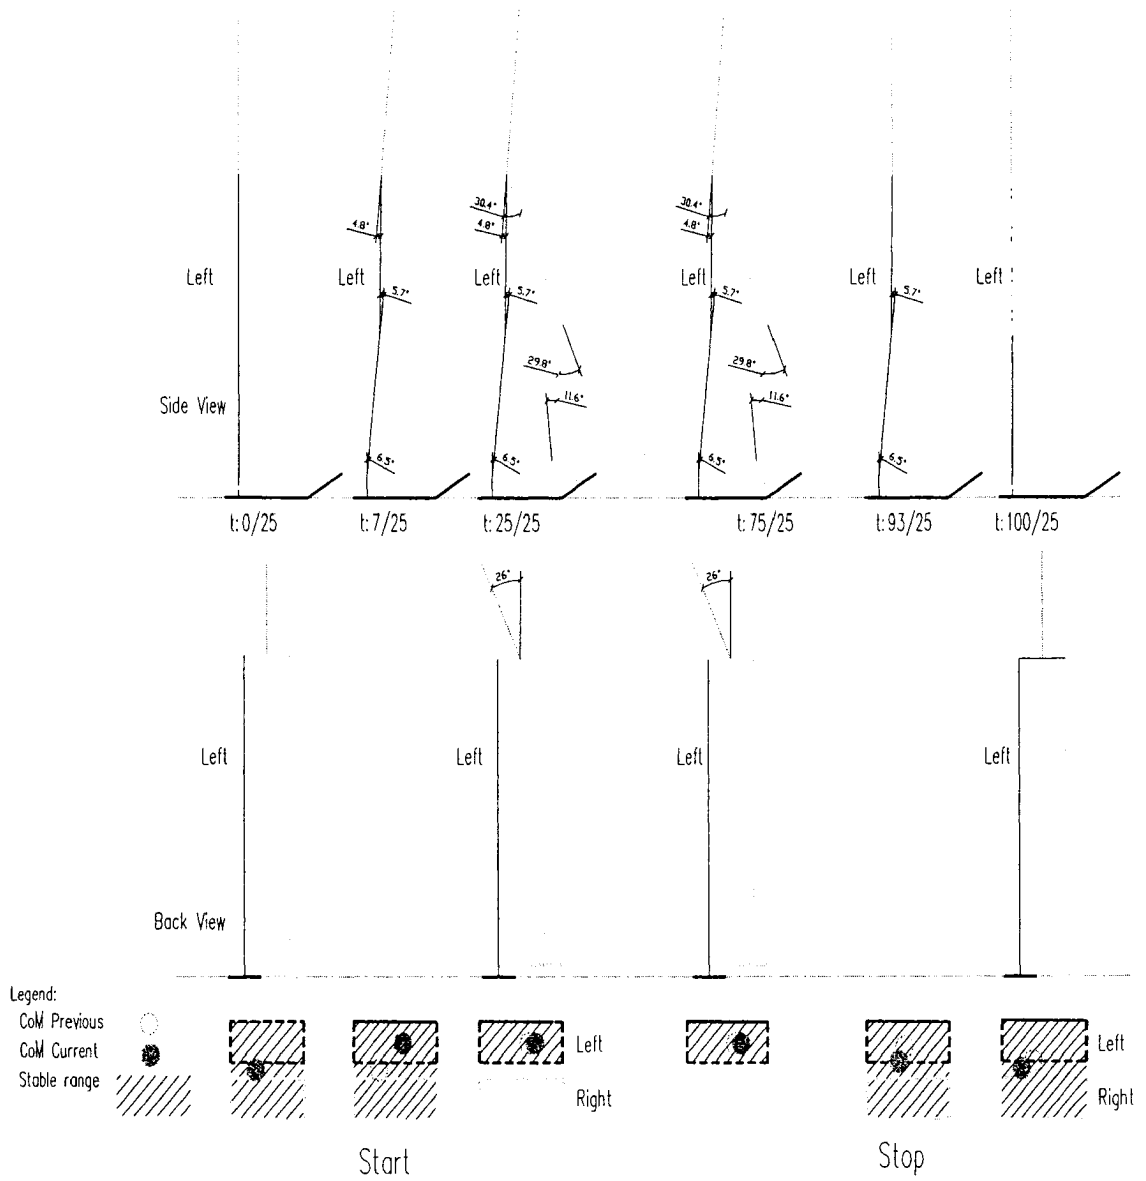 30.4° 30.4°
4.8° 4.8° 4.8°
Left Left Left Left Left Left
5.7° 5.7° 5.7° 5.7°
29.8° 29.8°
11.6° 11.6°
Side View
6.5° 6.5° 6.5° 6.5°
t:0/25 t:7/25 t:25/25 t:75/25 t:93/25 t:100/25
26° 26°
Left Left Left Left
Back View
Legend:
CoM Previous
CoM Current
Stable range
Left Left
Right Right
Start Stop